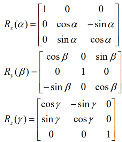 R_x(α) = [ 1 0 0
0 cos α −sin α
0 sin α cos α ]
R_y(β) = [ cos β 0 sin β
0 1 0
−sin β 0 cos β ]
R_z(γ) = [ cos γ −sin γ 0
sin γ cos γ 0
0 0 1 ]